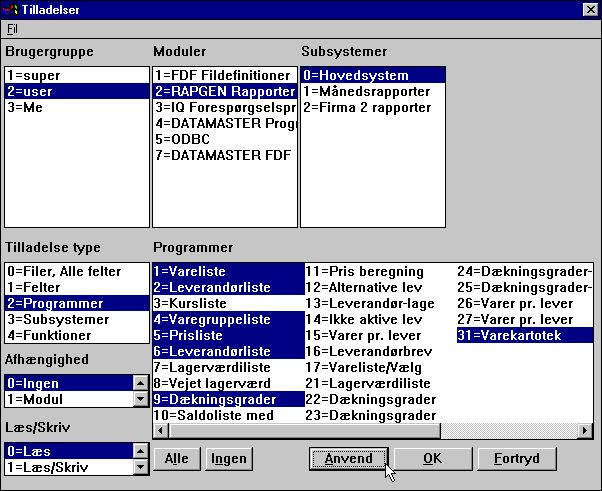 Tilladelser
Fil
Brugergruppe
1=super
2=user
3=Me
Moduler
1=FDF Fildefinitioner
2=RAPGEN Rapporter
3=IQ Forespørgselspr
4=DATAMASTER Progr
5=ODBC
7=DATAMASTER FDF
Subsystemer
0=Hovedsystem
1=Månedsrapporter
2=Firma 2 rapporter
Tilladelse type
0=Filer, Alle felter
1=Felter
2=Programmer
3=Subsystemer
4=Funktioner
Afhængighed
0=Ingen
1=Modul
Læs/Skriv
0=Læs
1=Læs/Skriv
Programmer
1=Vareliste
2=Leverandørliste
3=Kursliste
4=Varegruppeliste
5=Prisliste
6=Leverandørliste
7=Lagerværdiliste
8=Vejet lagerværd
9=Dækningsgrader
10=Saldoliste med
11=Pris beregning
12=Alternative lev
13=Leverandør-lage
14=Ikke aktive lev
15=Varer pr. lever
16=Leverandørbrev
17=Vareliste/Vælg
21=Lagerværdiliste
22=Dækningsgrader
23=Dækningsgrader
24=Dækningsgrader-
25=Dækningsgrader-
26=Varer pr. lever
27=Varer pr. lever
31=Varekartotek
Alle
Ingen
Anvend
OK
Fortryd